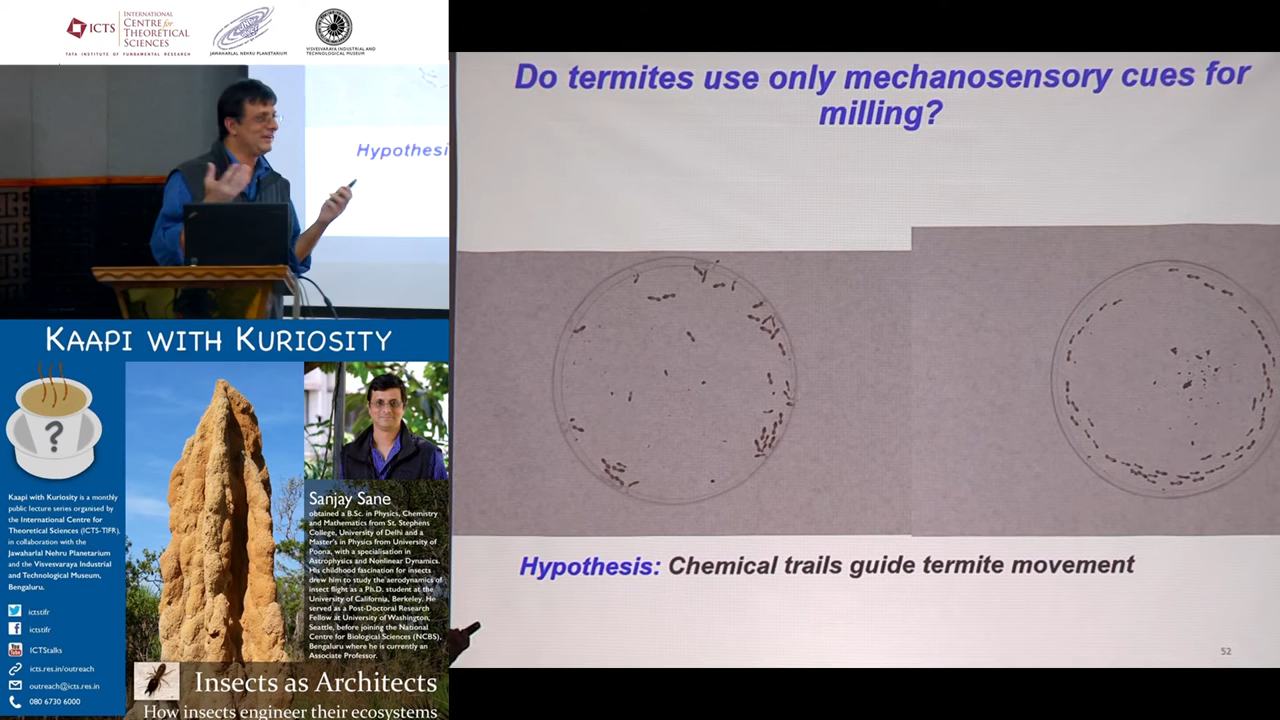 ICTS
INTERNATIONAL
CENTRE for
THEORETICAL
SCIENCES
TATA INSTITUTE OF FUNDAMENTAL RESEARCH
JAWAHARLAL NEHRU PLANETARIUM
VISVESVARAYA INDUSTRIAL AND
TECHNOLOGICAL MUSEUM
Hypothesi
KAAPI WITH KURIOSITY
?
Kaapi with Kuriosity is a monthly
public lecture series organised by
the International Centre for
Theoretical Sciences (ICTS-TIFR),
in collaboration with the
Jawaharlal Nehru Planetarium
and the Visvesvaraya Industrial
and Technological Museum,
Bengaluru.
ictstifr
ictstifr
ICTStalks
icts.res.in/outreach
outreach@icts.res.in
080 6730 6000
Sanjay Sane
obtained a B.Sc. in Physics, Chemistry
and Mathematics from St. Stephens
College, University of Delhi and a
Master's in Physics from University of
Poona, with a specialisation in
Astrophysics and Nonlinear Dynamics.
His childhood fascination for insects
drew him to study the aerodynamics of
insect flight as a Ph.D. student at the
University of California, Berkeley. He
served as a Post-Doctoral Research
Fellow at University of Washington,
Seattle, before joining the National
Centre for Biological Sciences (NCBS),
Bengaluru where he is currently an
Associate Professor.
Insects as Architects
How insects engineer their ecosystems
Do termites use only mechanosensory cues for
milling?
Hypothesis: Chemical trails guide termite movement
52